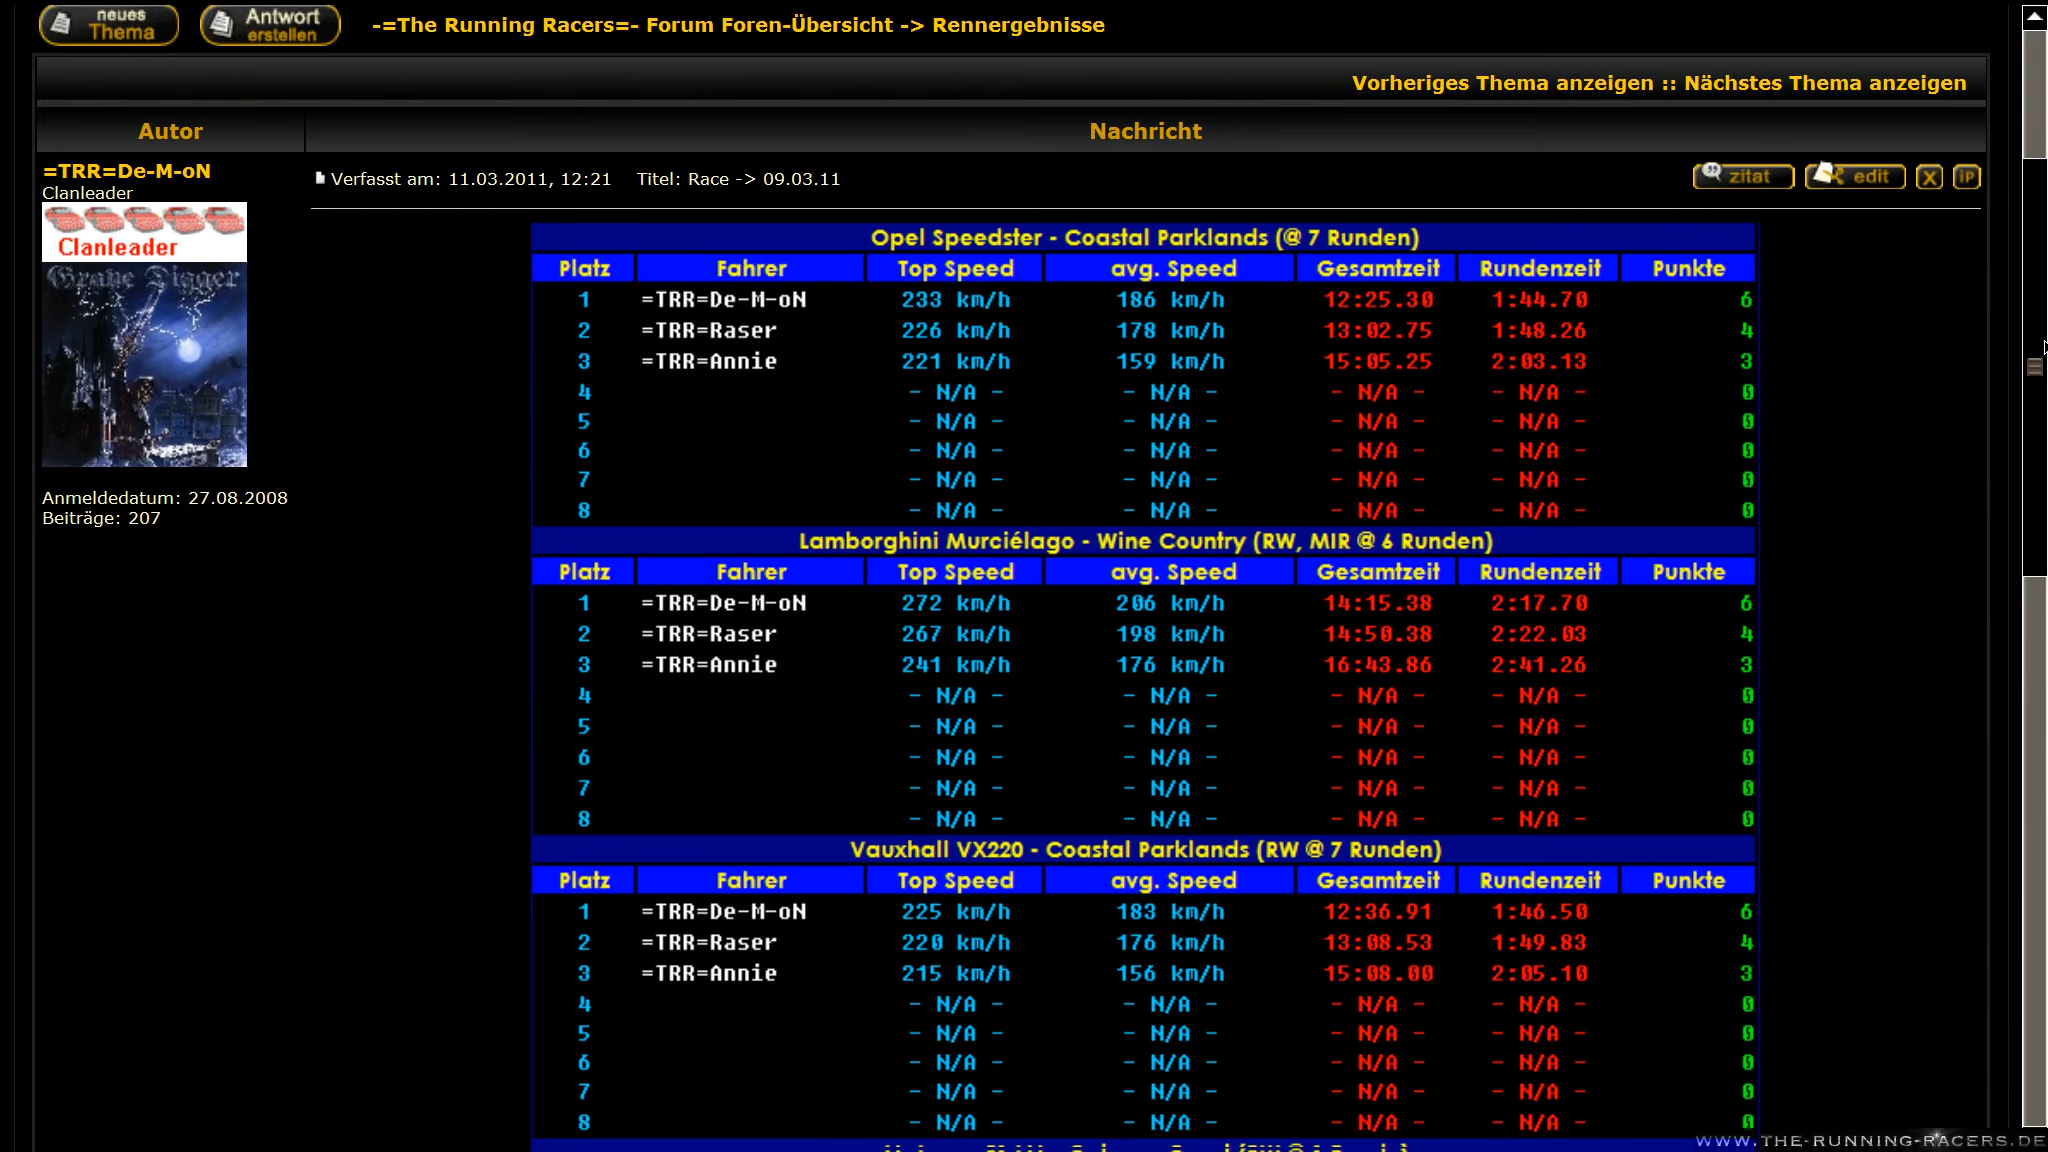 neues Thema
Antwort erstellen
-=The Running Racers=- Forum Foren-Übersicht -> Rennergebnisse
Vorheriges Thema anzeigen :: Nächstes Thema anzeigen
Autor Nachricht
=TRR=De-M-oN
Clanleader
Clanleader
Grave Digger
Anmeldedatum: 27.08.2008
Beiträge: 207
Verfasst am: 11.03.2011, 12:21 Titel: Race -> 09.03.11
zitat edit X iP
Opel Speedster - Coastal Parklands (@ 7 Runden)
Platz Fahrer Top Speed avg. Speed Gesamtzeit Rundenzeit Punkte
1 =TRR=De-M-oN 233 km/h 186 km/h 12:25.30 1:44.70 6
2 =TRR=Raser 226 km/h 178 km/h 13:02.75 1:48.26 4
3 =TRR=Annie 221 km/h 159 km/h 15:05.25 2:03.13 3
4 - N/A - - N/A - - N/A - - N/A - 0
5 - N/A - - N/A - - N/A - - N/A - 0
6 - N/A - - N/A - - N/A - - N/A - 0
7 - N/A - - N/A - - N/A - - N/A - 0
8 - N/A - - N/A - - N/A - - N/A - 0
Lamborghini Murciélago - Wine Country (RW, MIR @ 6 Runden)
Platz Fahrer Top Speed avg. Speed Gesamtzeit Rundenzeit Punkte
1 =TRR=De-M-oN 272 km/h 206 km/h 14:15.38 2:17.70 6
2 =TRR=Raser 267 km/h 198 km/h 14:50.38 2:22.03 4
3 =TRR=Annie 241 km/h 176 km/h 16:43.86 2:41.26 3
4 - N/A - - N/A - - N/A - - N/A - 0
5 - N/A - - N/A - - N/A - - N/A - 0
6 - N/A - - N/A - - N/A - - N/A - 0
7 - N/A - - N/A - - N/A - - N/A - 0
8 - N/A - - N/A - - N/A - - N/A - 0
Vauxhall VX220 - Coastal Parklands (RW @ 7 Runden)
Platz Fahrer Top Speed avg. Speed Gesamtzeit Rundenzeit Punkte
1 =TRR=De-M-oN 225 km/h 183 km/h 12:36.91 1:46.50 6
2 =TRR=Raser 220 km/h 176 km/h 13:08.53 1:49.83 4
3 =TRR=Annie 215 km/h 156 km/h 15:08.00 2:05.10 3
4 - N/A - - N/A - - N/A - - N/A - 0
5 - N/A - - N/A - - N/A - - N/A - 0
6 - N/A - - N/A - - N/A - - N/A - 0
7 - N/A - - N/A - - N/A - - N/A - 0
8 - N/A - - N/A - - N/A - - N/A - 0
WWW.THE-RUNNING-RACERS.DE